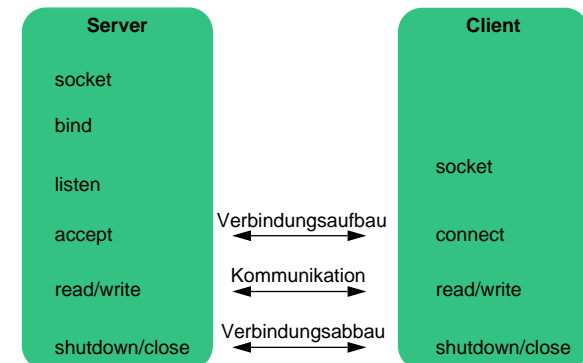 Server
Client
socket
bind
socket
listen
Verbindungsaufbau
accept
connect
Kommunikation
read/write
read/write
Verbindungsabbau
shutdown/close
shutdown/close